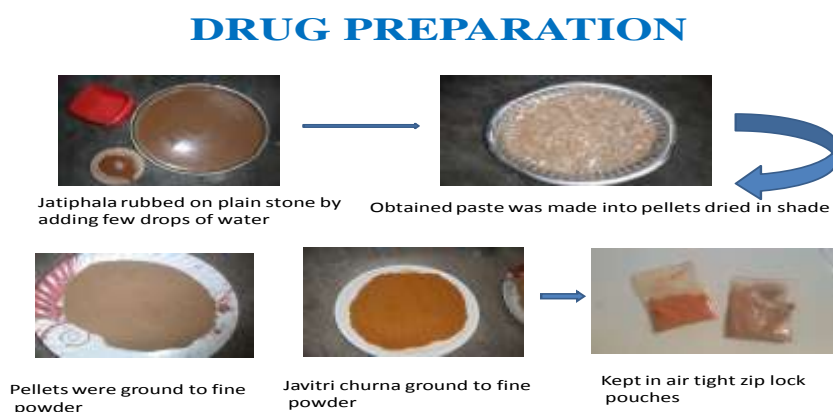 DRUG PREPARATION
Jatiphala rubbed on plain stone by
adding few drops of water
Obtained paste was made into pellets dried in shade
Pellets were ground to fine
powder
Javitri churna ground to fine
powder
Kept in air tight zip lock
pouches